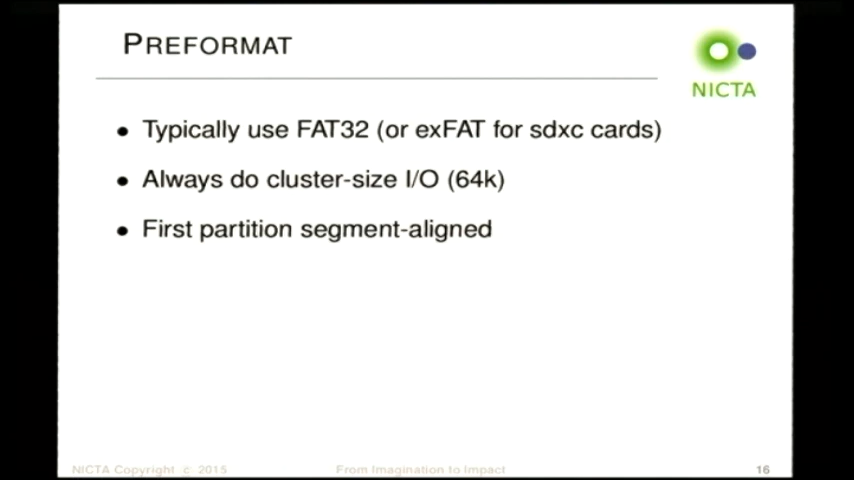 PREFORMAT
NICTA
• Typically use FAT32 (or exFAT for sdxc cards)
• Always do cluster-size I/O (64k)
• First partition segment-aligned
NICTA Copyright c 2015
From Imagination to Impact
16